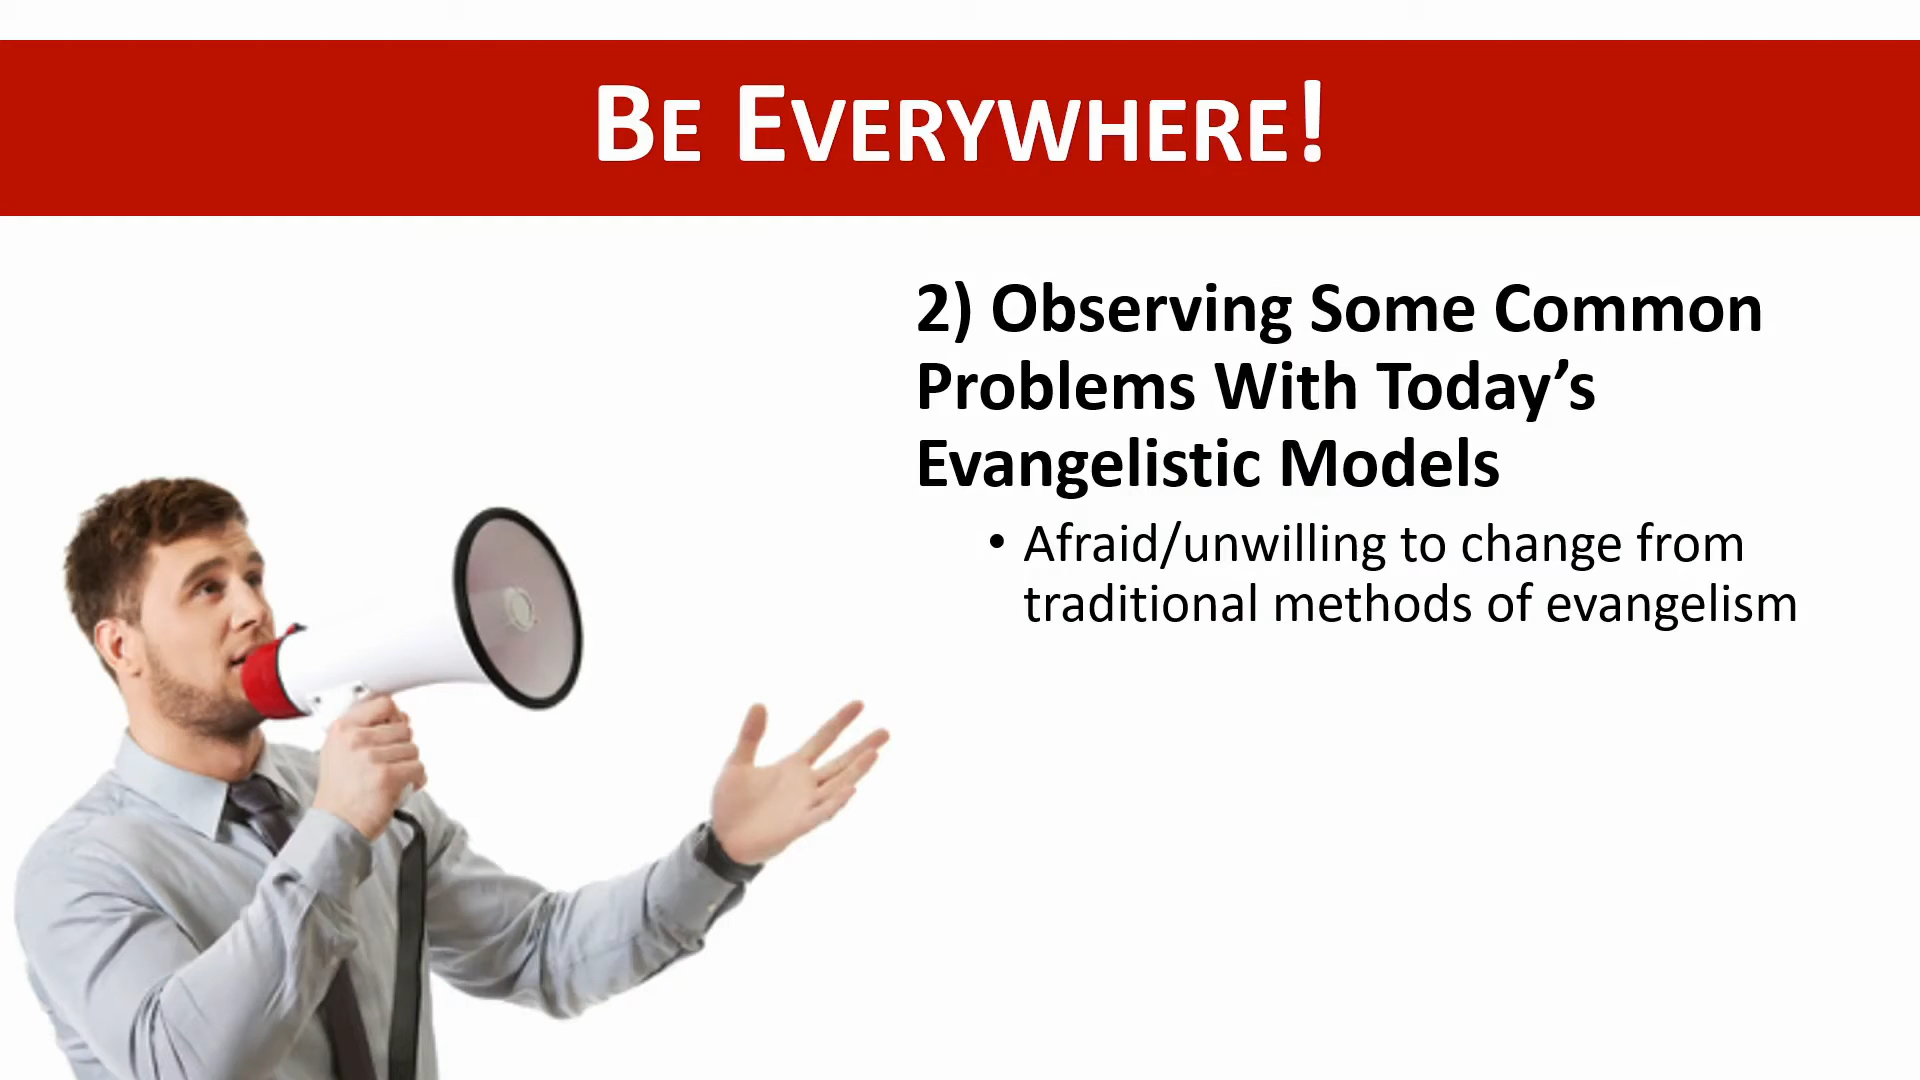 BE EVERYWHERE!
2) Observing Some Common
Problems With Today’s
Evangelistic Models
• Afraid/unwilling to change from
traditional methods of evangelism